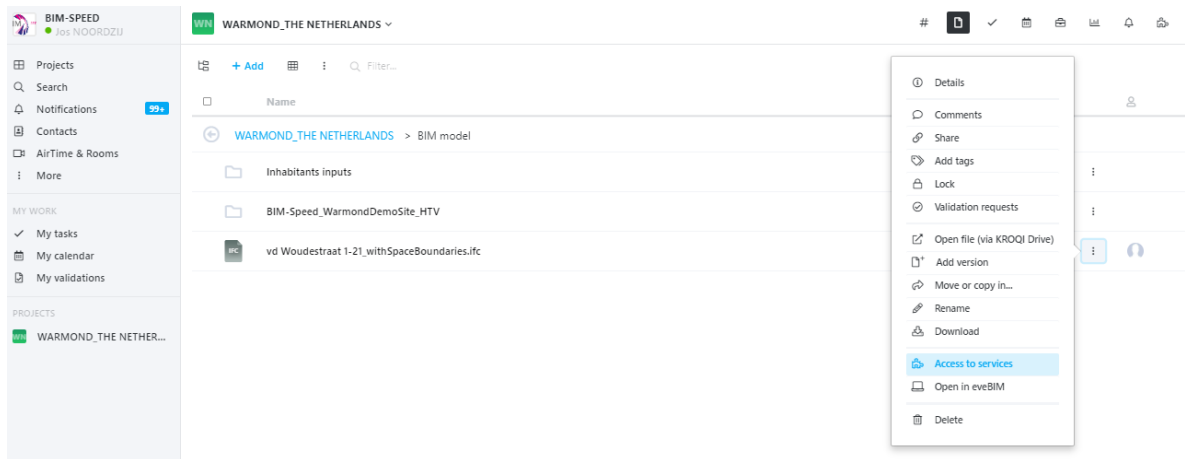 BIM-SPEED
Jos NOORDZIJ
WN WARMOND_THE NETHERLANDS
Projects
Search
Notifications 99+
Contacts
AirTime & Rooms
More
MY WORK
My tasks
My calendar
My validations
PROJECTS
WN WARMOND_THE NETHER...
+ Add
Filter...
Name
WARMOND_THE NETHERLANDS > BIM model
Inhabitants inputs
BIM-Speed_WarmondDemoSite_HTV
IFC vd Woudestraat 1-21_withSpaceBoundaries.ifc
Details
Comments
Share
Add tags
Lock
Validation requests
Open file (via KROQI Drive)
Add version
Move or copy in...
Rename
Download
Access to services
Open in eveBIM
Delete